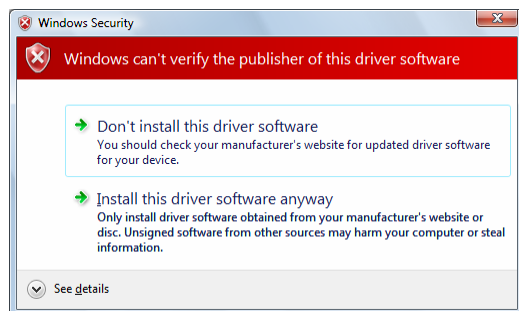 Windows Security
Windows can't verify the publisher of this driver software
Don't install this driver software
You should check your manufacturer's website for updated driver software
for your device.
Install this driver software anyway
Only install driver software obtained from your manufacturer's website or
disc. Unsigned software from other sources may harm your computer or steal
information.
See details